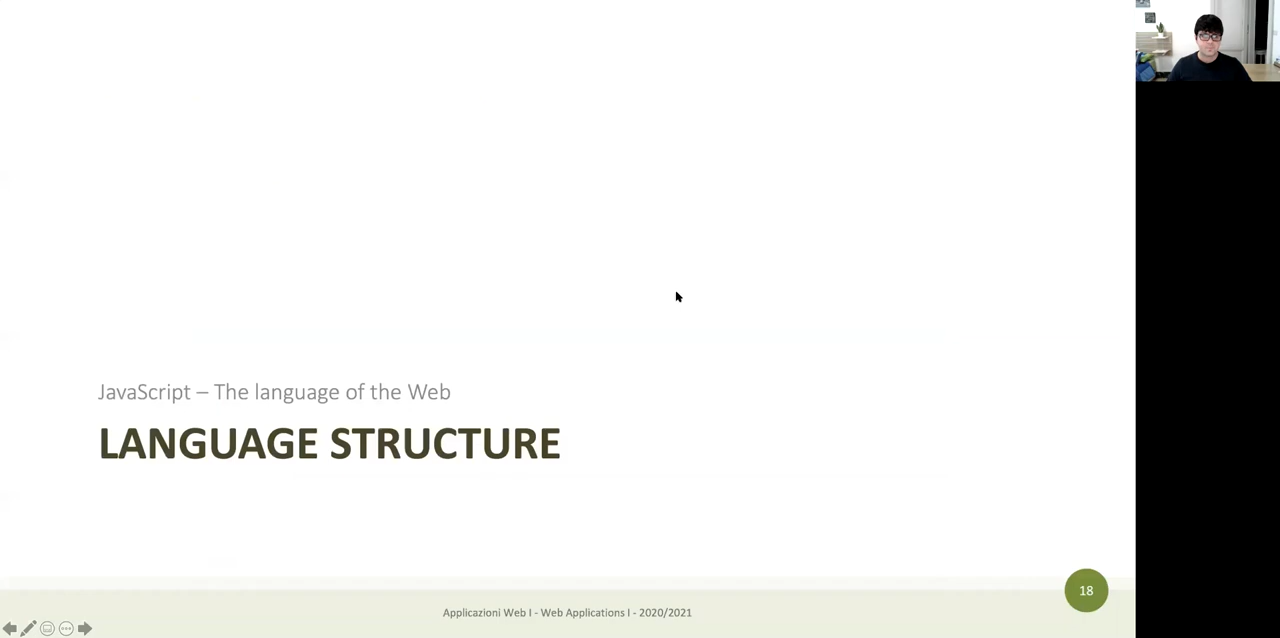 JavaScript – The language of the Web
LANGUAGE STRUCTURE
Applicazioni Web I - Web Applications I - 2020/2021
18